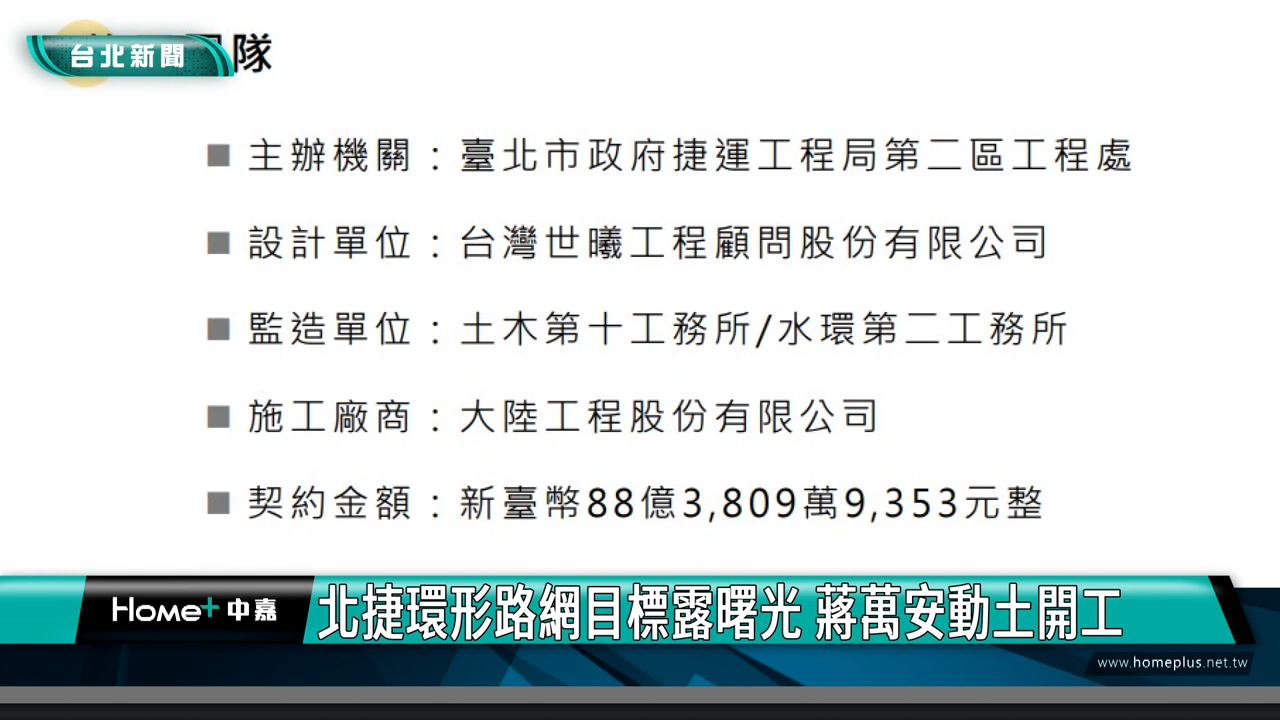 台北新聞
隊
主辦機關：臺北市政府捷運工程局第二區工程處
設計單位：台灣世曦工程顧問股份有限公司
監造單位：土木第十工務所/水環第二工務所
施工廠商：大陸工程股份有限公司
契約金額：新臺幣88億3,809萬9,353元整
Home+ 中嘉
北捷環形路網目標露曙光 蔣萬安動土開工
www.homeplus.net.tw